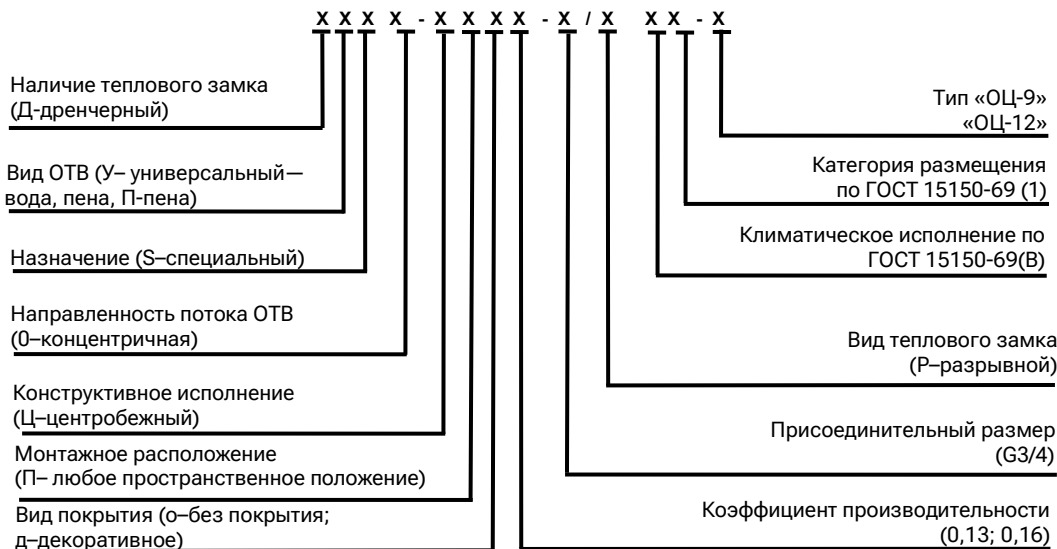 X X X X - X X X X - X / X X X - X
Наличие теплового замка
(Д-дренчерный)
Вид ОТВ (У– универсальный—
вода, пена, П-пена)
Назначение (S–специальный)
Направленность потока ОТВ
(0–концентричная)
Конструктивное исполнение
(Ц–центробежный)
Монтажное расположение
(П– любое пространственное положение)
Вид покрытия (о–без покрытия;
д–декоративное)
Тип «ОЦ-9»
«ОЦ-12»
Категория размещения
по ГОСТ 15150-69 (1)
Климатическое исполнение по
ГОСТ 15150-69(В)
Вид теплового замка
(Р–разрывной)
Присоединительный размер
(G3/4)
Коэффициент производительности
(0,13; 0,16)